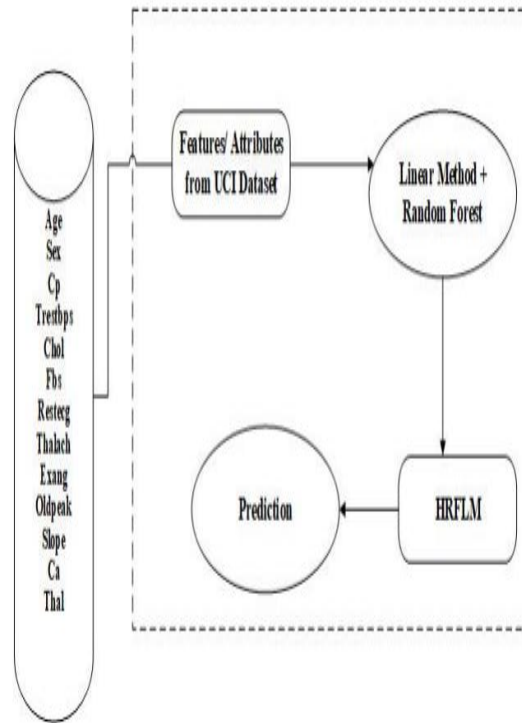 Age
Sex
Cp
Trestbps
Chol
Fbs
Restecg
Thalach
Exang
Oldpeak
Slope
Ca
Thal
Features/ Attributes
from UCI Dataset
Linear Method +
Random Forest
HRFLM
Prediction